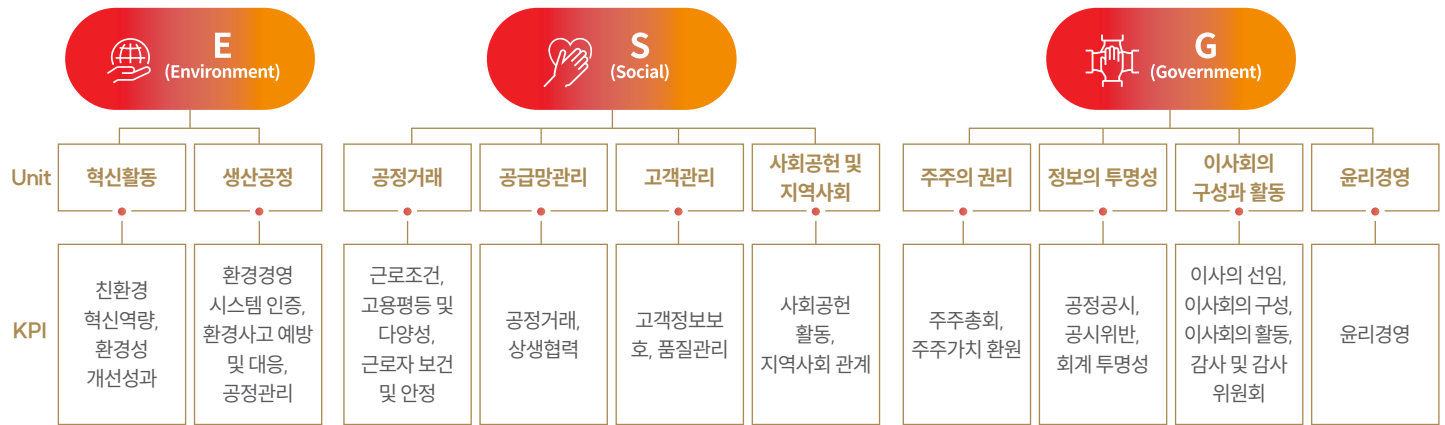 E
(Environment)
S
(Social)
G
(Government)
Unit
혁신활동
생산공정
공정거래
공급망관리
고객관리
사회공헌 및
지역사회
주주의 권리
정보의 투명성
이사회의
구성과 활동
윤리경영
KPI
친환경
혁신역량,
환경성
개선성과
환경경영
시스템 인증,
환경사고 예방
및 대응,
공정관리
근로조건,
고용평등 및
다양성,
근로자 보건
및 안정
공정거래,
상생협력
고객정보보
호, 품질관리
사회공헌
활동,
지역사회 관계
주주총회,
주주가치 환원
공정공시,
공시위반,
회계 투명성
이사의 선임,
이사회의 구성,
이사회의 활동,
감사 및 감사
위원회
윤리경영